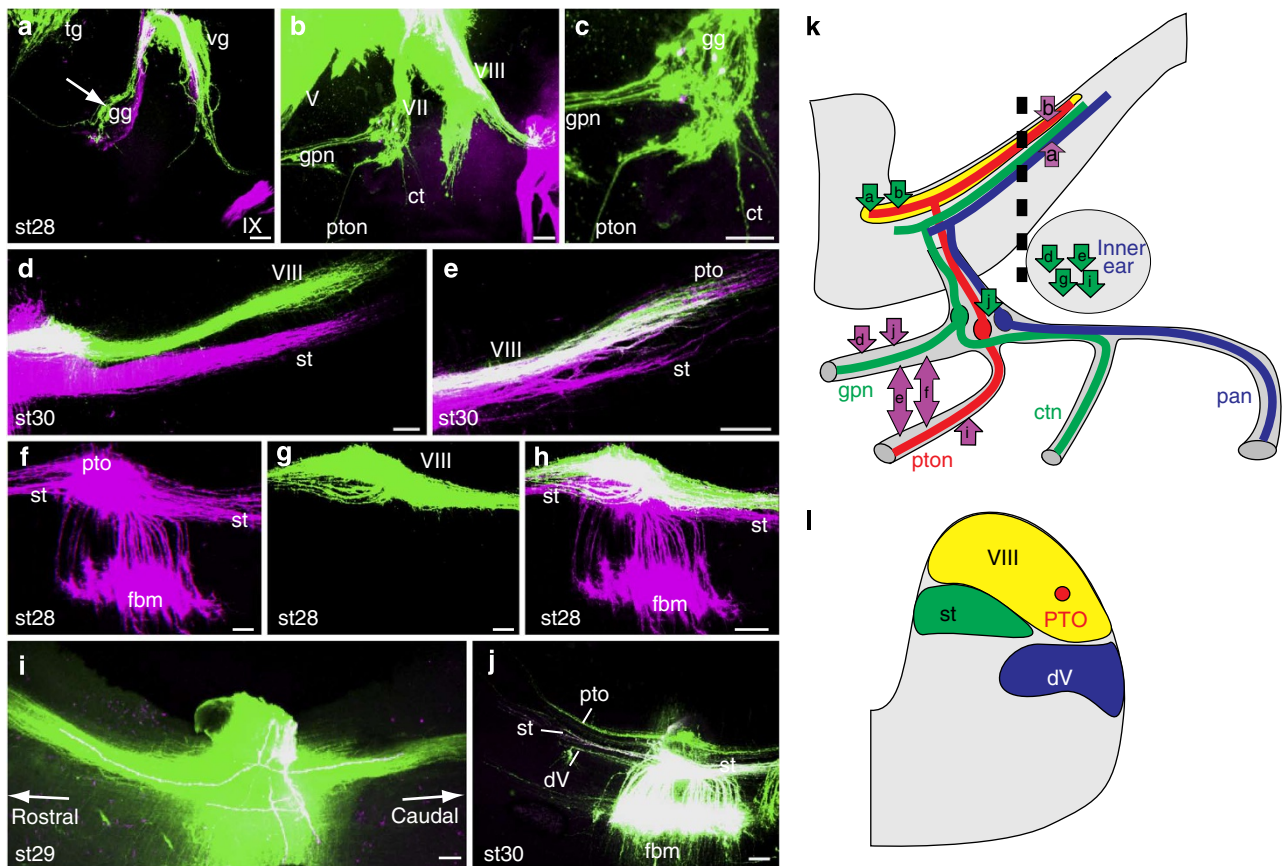 a
tg
vg
gg
st28
IX
b
VIII
V
VII
gpn
ct
pton
c
gg
gpn
pton
ct
d
VIII
st
st30
e
pto
VIII
st
st30
f
pto
st
st
fbm
st28
g
VIII
st28
h
st
st
fbm
st28
i
Rostral
Caudal
st29
j
pto
st
dV
st
st30
fbm
k
b
a
a
b
Inner
ear
d
e
g
i
j
d
j
gpn
e
f
i
pton
ctn
pan
l
VIII
st
PTO
dV